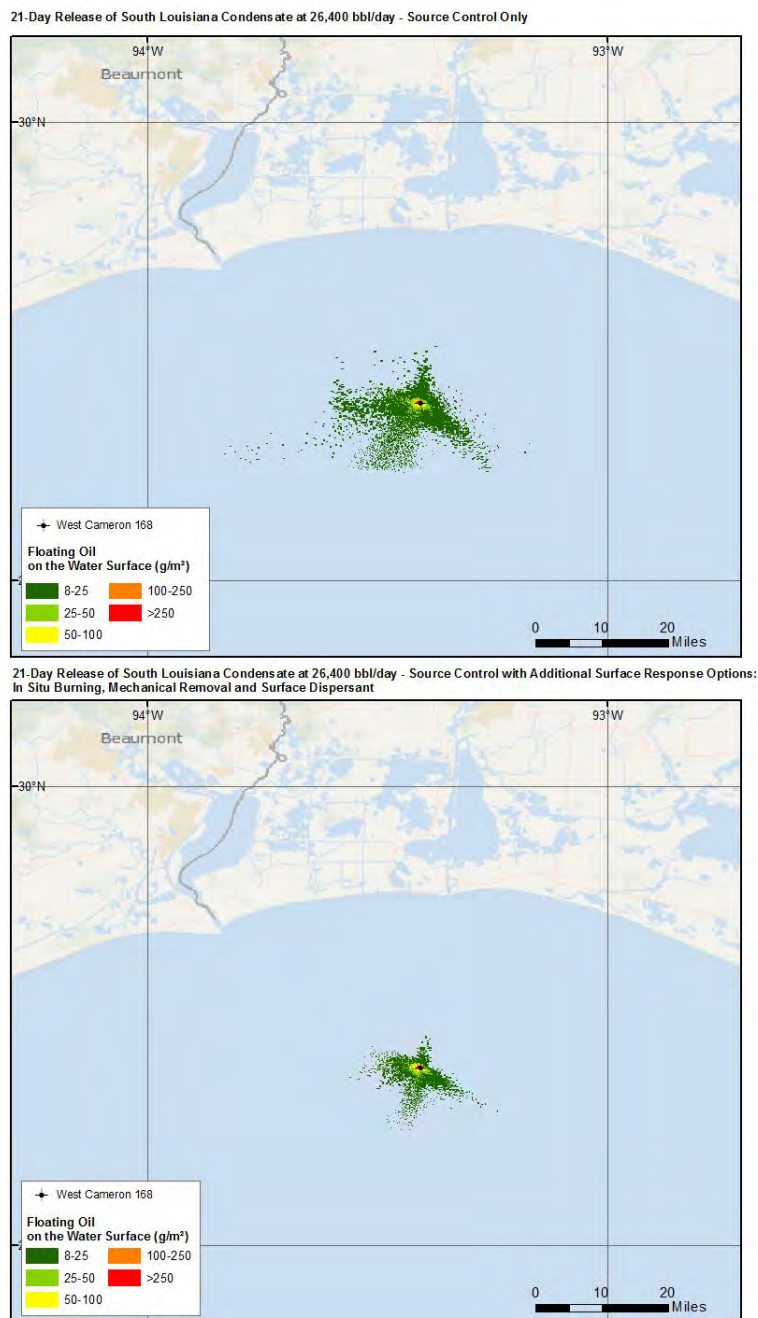 21-Day Release of South Louisiana Condensate at 26,400 bbl/day - Source Control Only
94°W
93°W
Beaumont
30°N
West Cameron 168
Floating Oil
on the Water Surface (g/m²)
8-25
100-250
25-50
>250
50-100
0 10 20
Miles
21-Day Release of South Louisiana Condensate at 26,400 bbl/day - Source Control with Additional Surface Response Options:
In Situ Burning, Mechanical Removal and Surface Dispersant
94°W
93°W
Beaumont
30°N
West Cameron 168
Floating Oil
on the Water Surface (g/m²)
8-25
100-250
25-50
>250
50-100
0 10 20
Miles